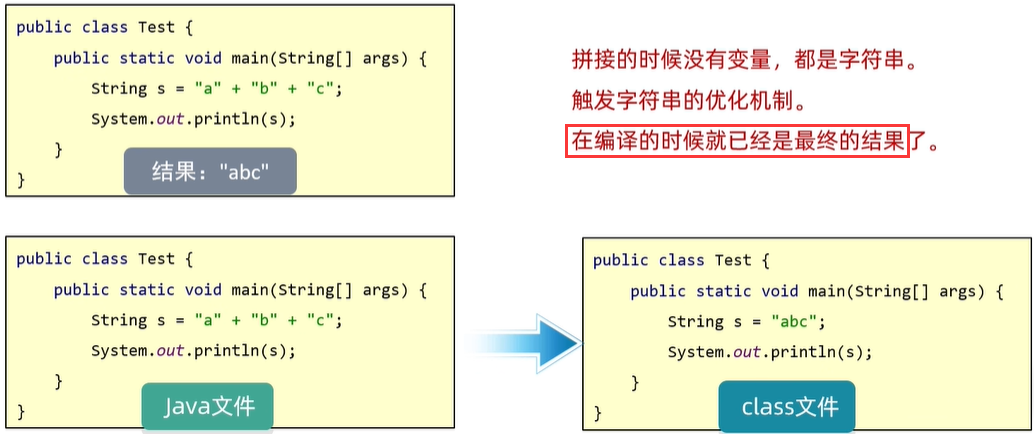 public class Test {
    public static void main(String[] args) {
        String s = "a" + "b" + "c";
        System.out.println(s);
    }
}
结果："abc"
拼接的时候没有变量，都是字符串。
触发字符串的优化机制。
在编译的时候就已经是最终的结果了。
public class Test {
    public static void main(String[] args) {
        String s = "a" + "b" + "c";
        System.out.println(s);
    }
}
Java文件
public class Test {
    public static void main(String[] args) {
        String s = "abc";
        System.out.println(s);
    }
}
class文件